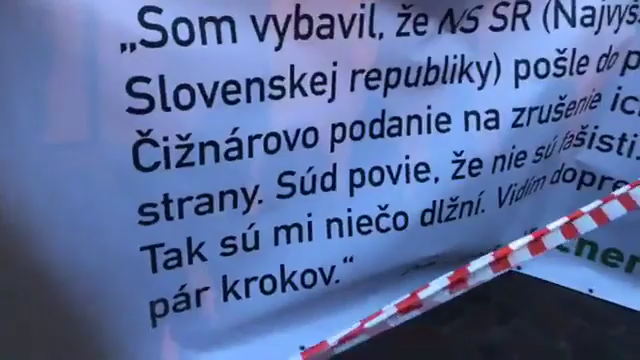 „Som vybavil, že NS SR (Najvyš
Slovenskej republiky) pošle do p
Čižnárovo podanie na zrušenie ic
strany. Súd povie, že nie sú fašisti.
Tak sú mi niečo dlžní. Vidím dopre
pár krokov.“